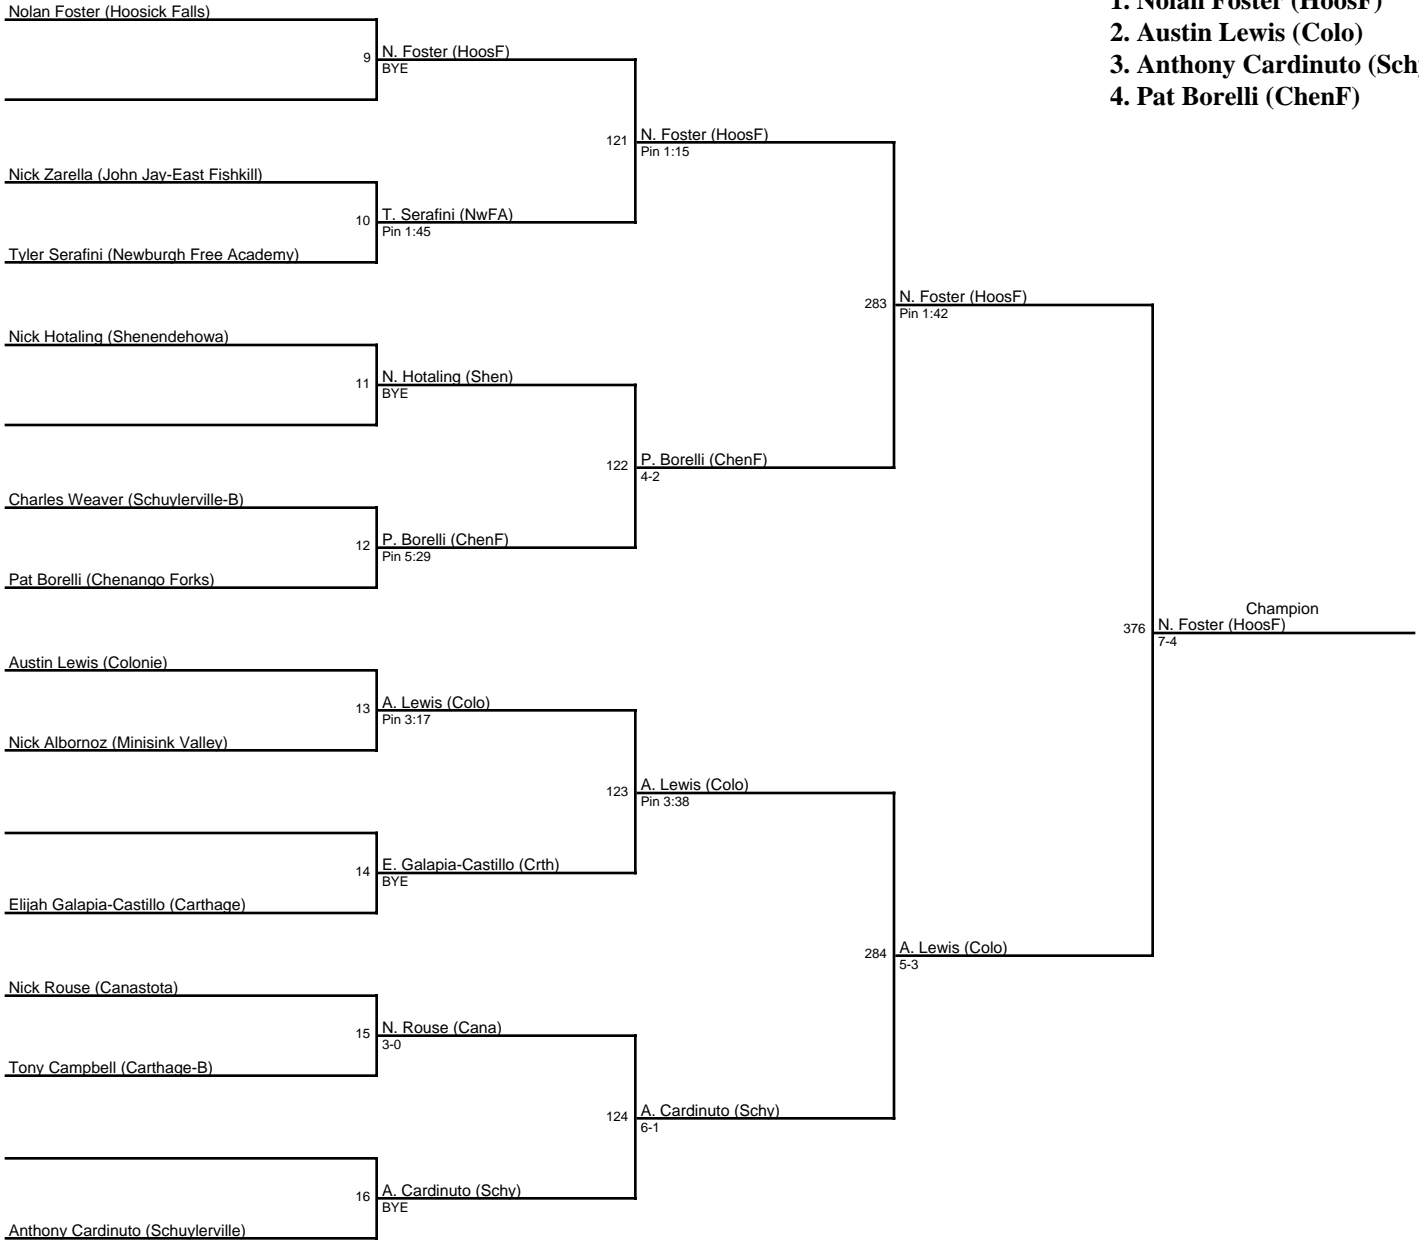 Nolan Foster (Hoosick Falls)
9
N. Foster (HoosF)
BYE
121
N. Foster (HoosF)
Pin 1:15
Nick Zarella (John Jay-East Fishkill)
10
T. Serafini (NwFA)
Pin 1:45
Tyler Serafini (Newburgh Free Academy)
283
N. Foster (HoosF)
Pin 1:42
Nick Hotaling (Shenendehowa)
11
N. Hotaling (Shen)
BYE
122
P. Borelli (ChenF)
4-2
Charles Weaver (Schuylerville-B)
12
P. Borelli (ChenF)
Pin 5:29
Pat Borelli (Chenango Forks)
Champion
376
N. Foster (HoosF)
7-4
Austin Lewis (Colonie)
13
A. Lewis (Colo)
Pin 3:17
Nick Albornoz (Minisink Valley)
123
A. Lewis (Colo)
Pin 3:38
14
E. Galapia-Castillo (Crth)
BYE
Elijah Galapia-Castillo (Carthage)
284
A. Lewis (Colo)
5-3
Nick Rouse (Canastota)
15
N. Rouse (Cana)
3-0
Tony Campbell (Carthage-B)
124
A. Cardinuto (Schy)
6-1
16
A. Cardinuto (Schy)
BYE
Anthony Cardinuto (Schuylerville)
1. Nolan Foster (HoosF)
2. Austin Lewis (Colo)
3. Anthony Cardinuto
4. Pat Borelli (ChenF)